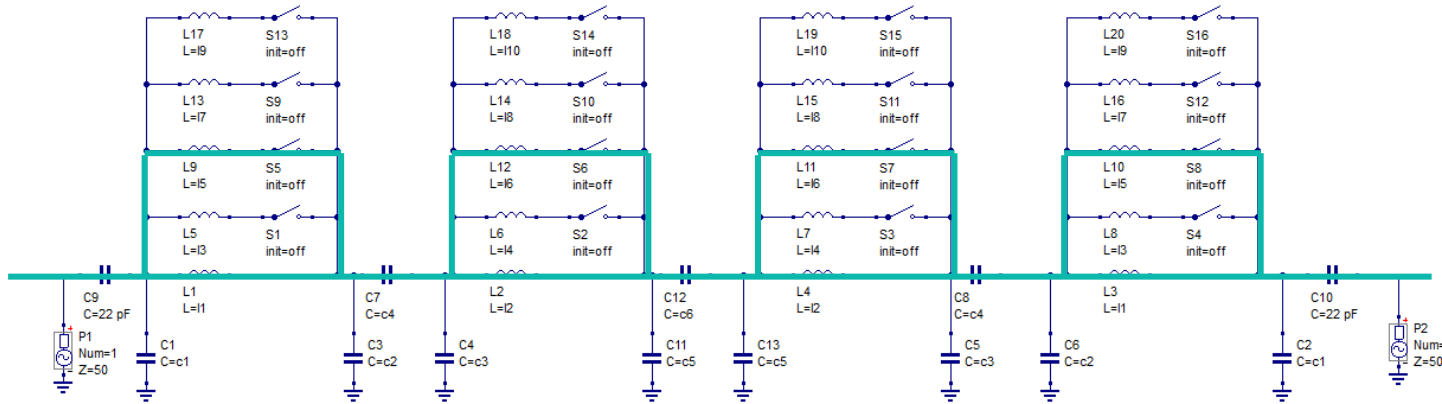 L17
L=l9
S13
init=off
L18
L=l10
S14
init=off
L19
L=l10
S15
init=off
L20
L=l9
S16
init=off
L13
L=l7
S9
init=off
L14
L=l8
S10
init=off
L15
L=l8
S11
init=off
L16
L=l7
S12
init=off
L9
L=l5
S5
init=off
L12
L=l6
S6
init=off
L11
L=l6
S7
init=off
L10
L=l5
S8
init=off
L5
L=l3
S1
init=off
L6
L=l4
S2
init=off
L7
L=l4
S3
init=off
L8
L=l3
S4
init=off
C9
C=22 pF
L1
L=l1
C7
C=c4
L2
L=l2
C12
C=c6
L4
L=l2
C8
C=c4
L3
L=l1
C10
C=22 pF
P1
Num=1
Z=50
C1
C=c1
C3
C=c2
C4
C=c3
C11
C=c5
C13
C=c5
C5
C=c3
C6
C=c2
C2
C=c1
P2
Num=
Z=50